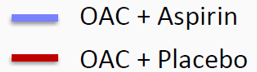 OAC + Aspirin
OAC + Placebo